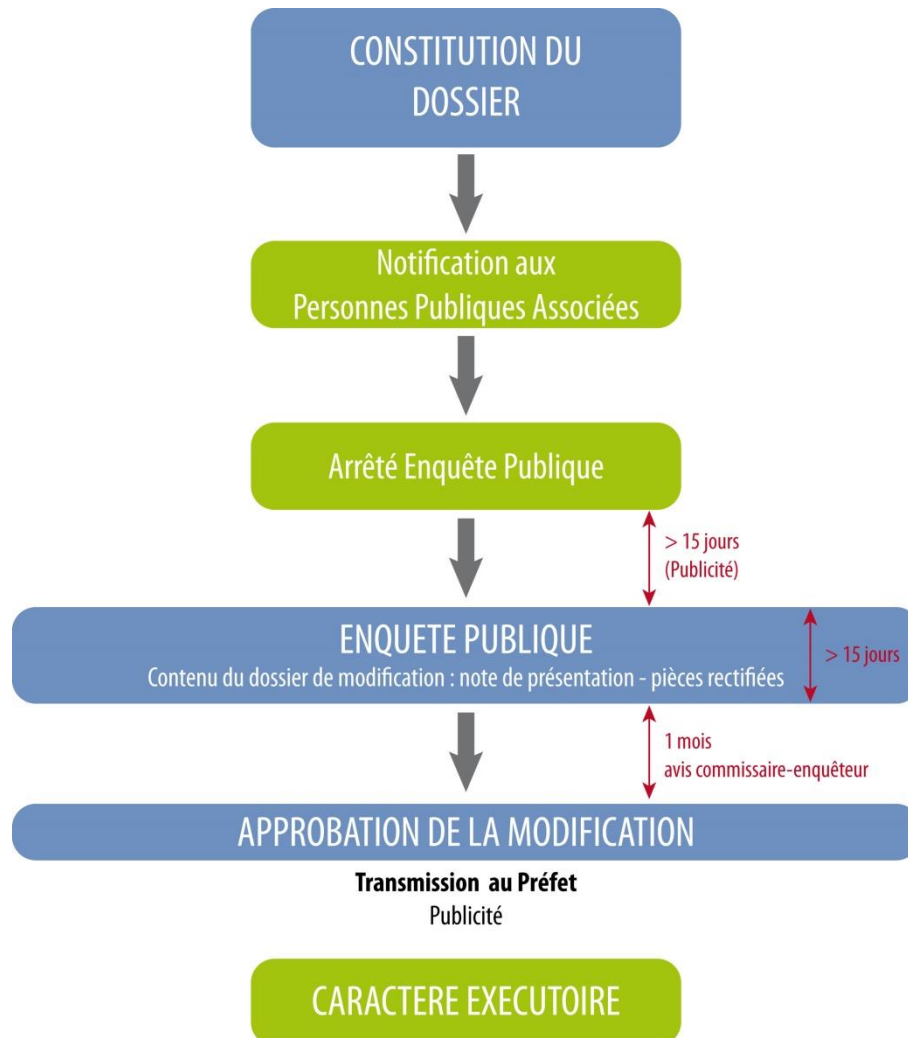 CONSTITUTION DU
DOSSIER
Notification aux
Personnes Publiques Associées
Arrêté Enquête Publique
> 15 jours
(Publicité)
ENQUETE PUBLIQUE
Contenu du dossier de modification : note de présentation - pièces rectifiées
> 15 jours
1 mois
avis commissaire-enquêteur
APPROBATION DE LA MODIFICATION
Transmission au Préfet
Publicité
CARACTERE EXECUTOIRE